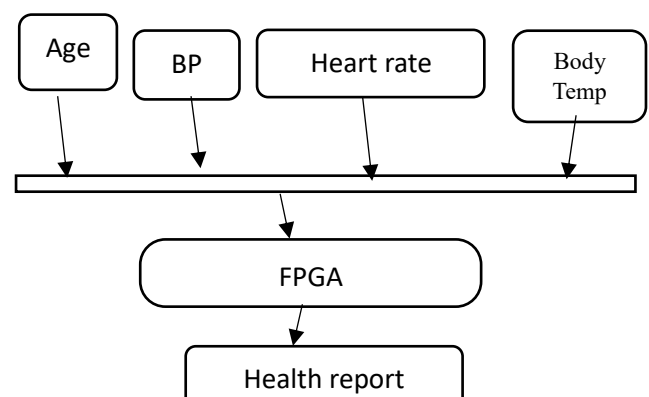 Age
BP
Heart rate
Body
Temp
FPGA
Health report